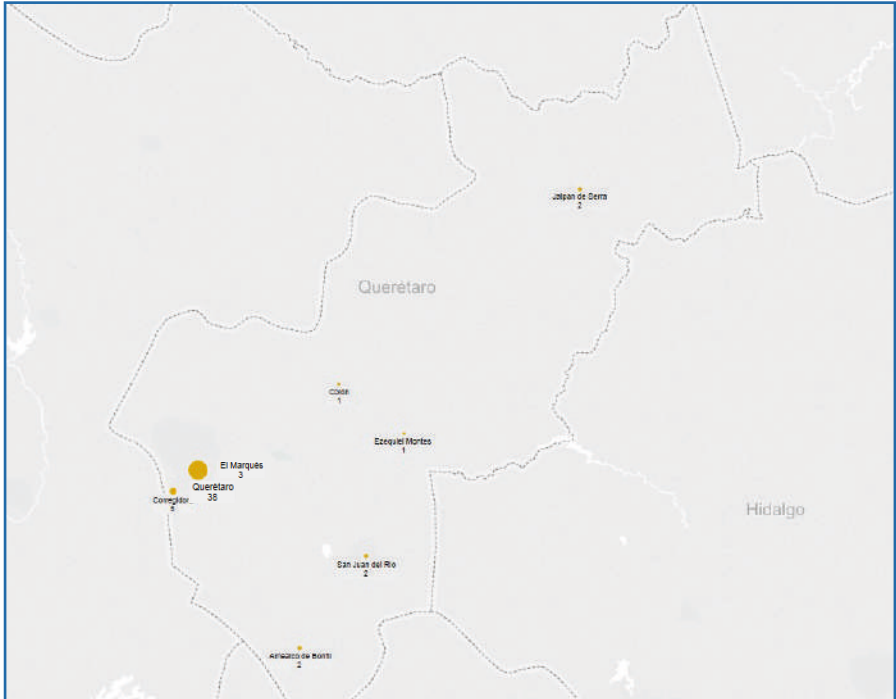 Jalpan de Serra
2
Querétaro
Colón
1
Ezequiel Montes
1
El Marqués
3
Querétaro
38
Corregidor...
5
Hidalgo
San Juan del Río
2
Amealco de Bonfil
2